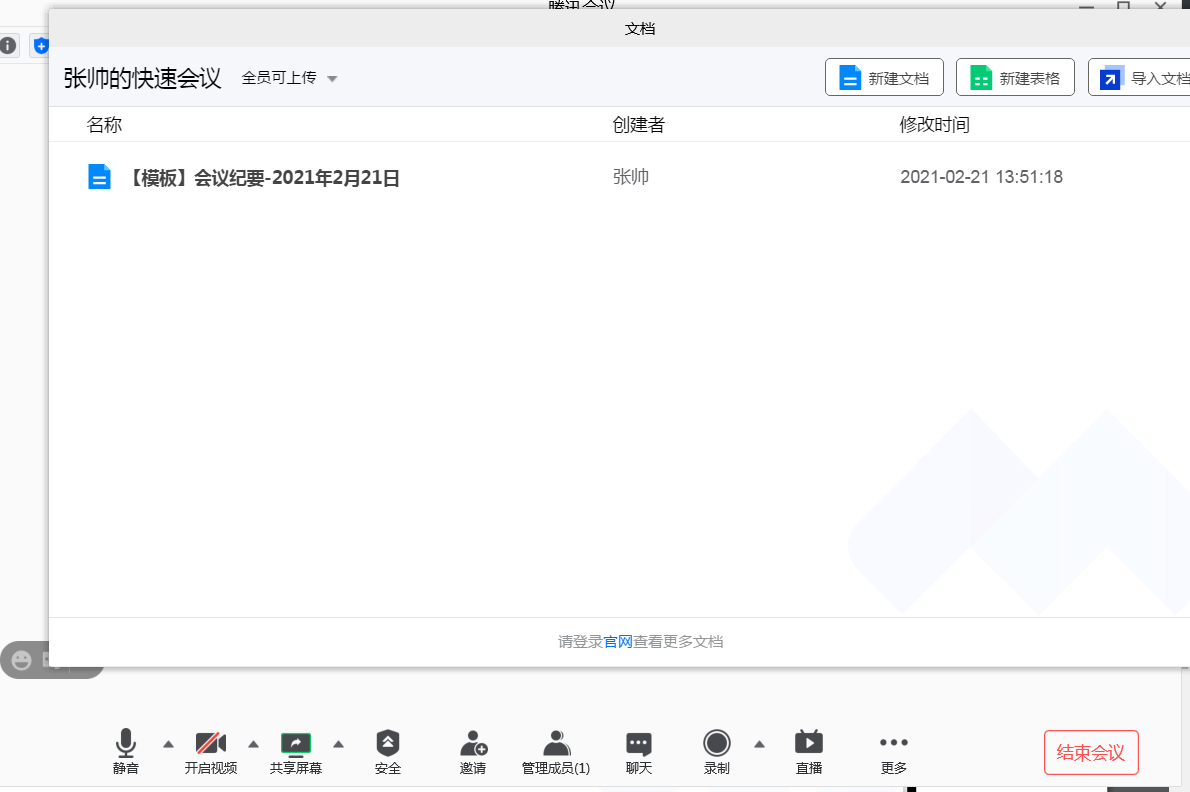 腾讯会议
文档
张帅的快速会议 全员可上传 新建文档 新建表格 导入文档
名称 创建者 修改时间
【模板】会议纪要-2021年2月21日 张帅 2021-02-21 13:51:18
请登录官网查看更多文档
静音 开启视频 共享屏幕 安全 邀请 管理成员(1) 聊天 录制 直播 更多 结束会议